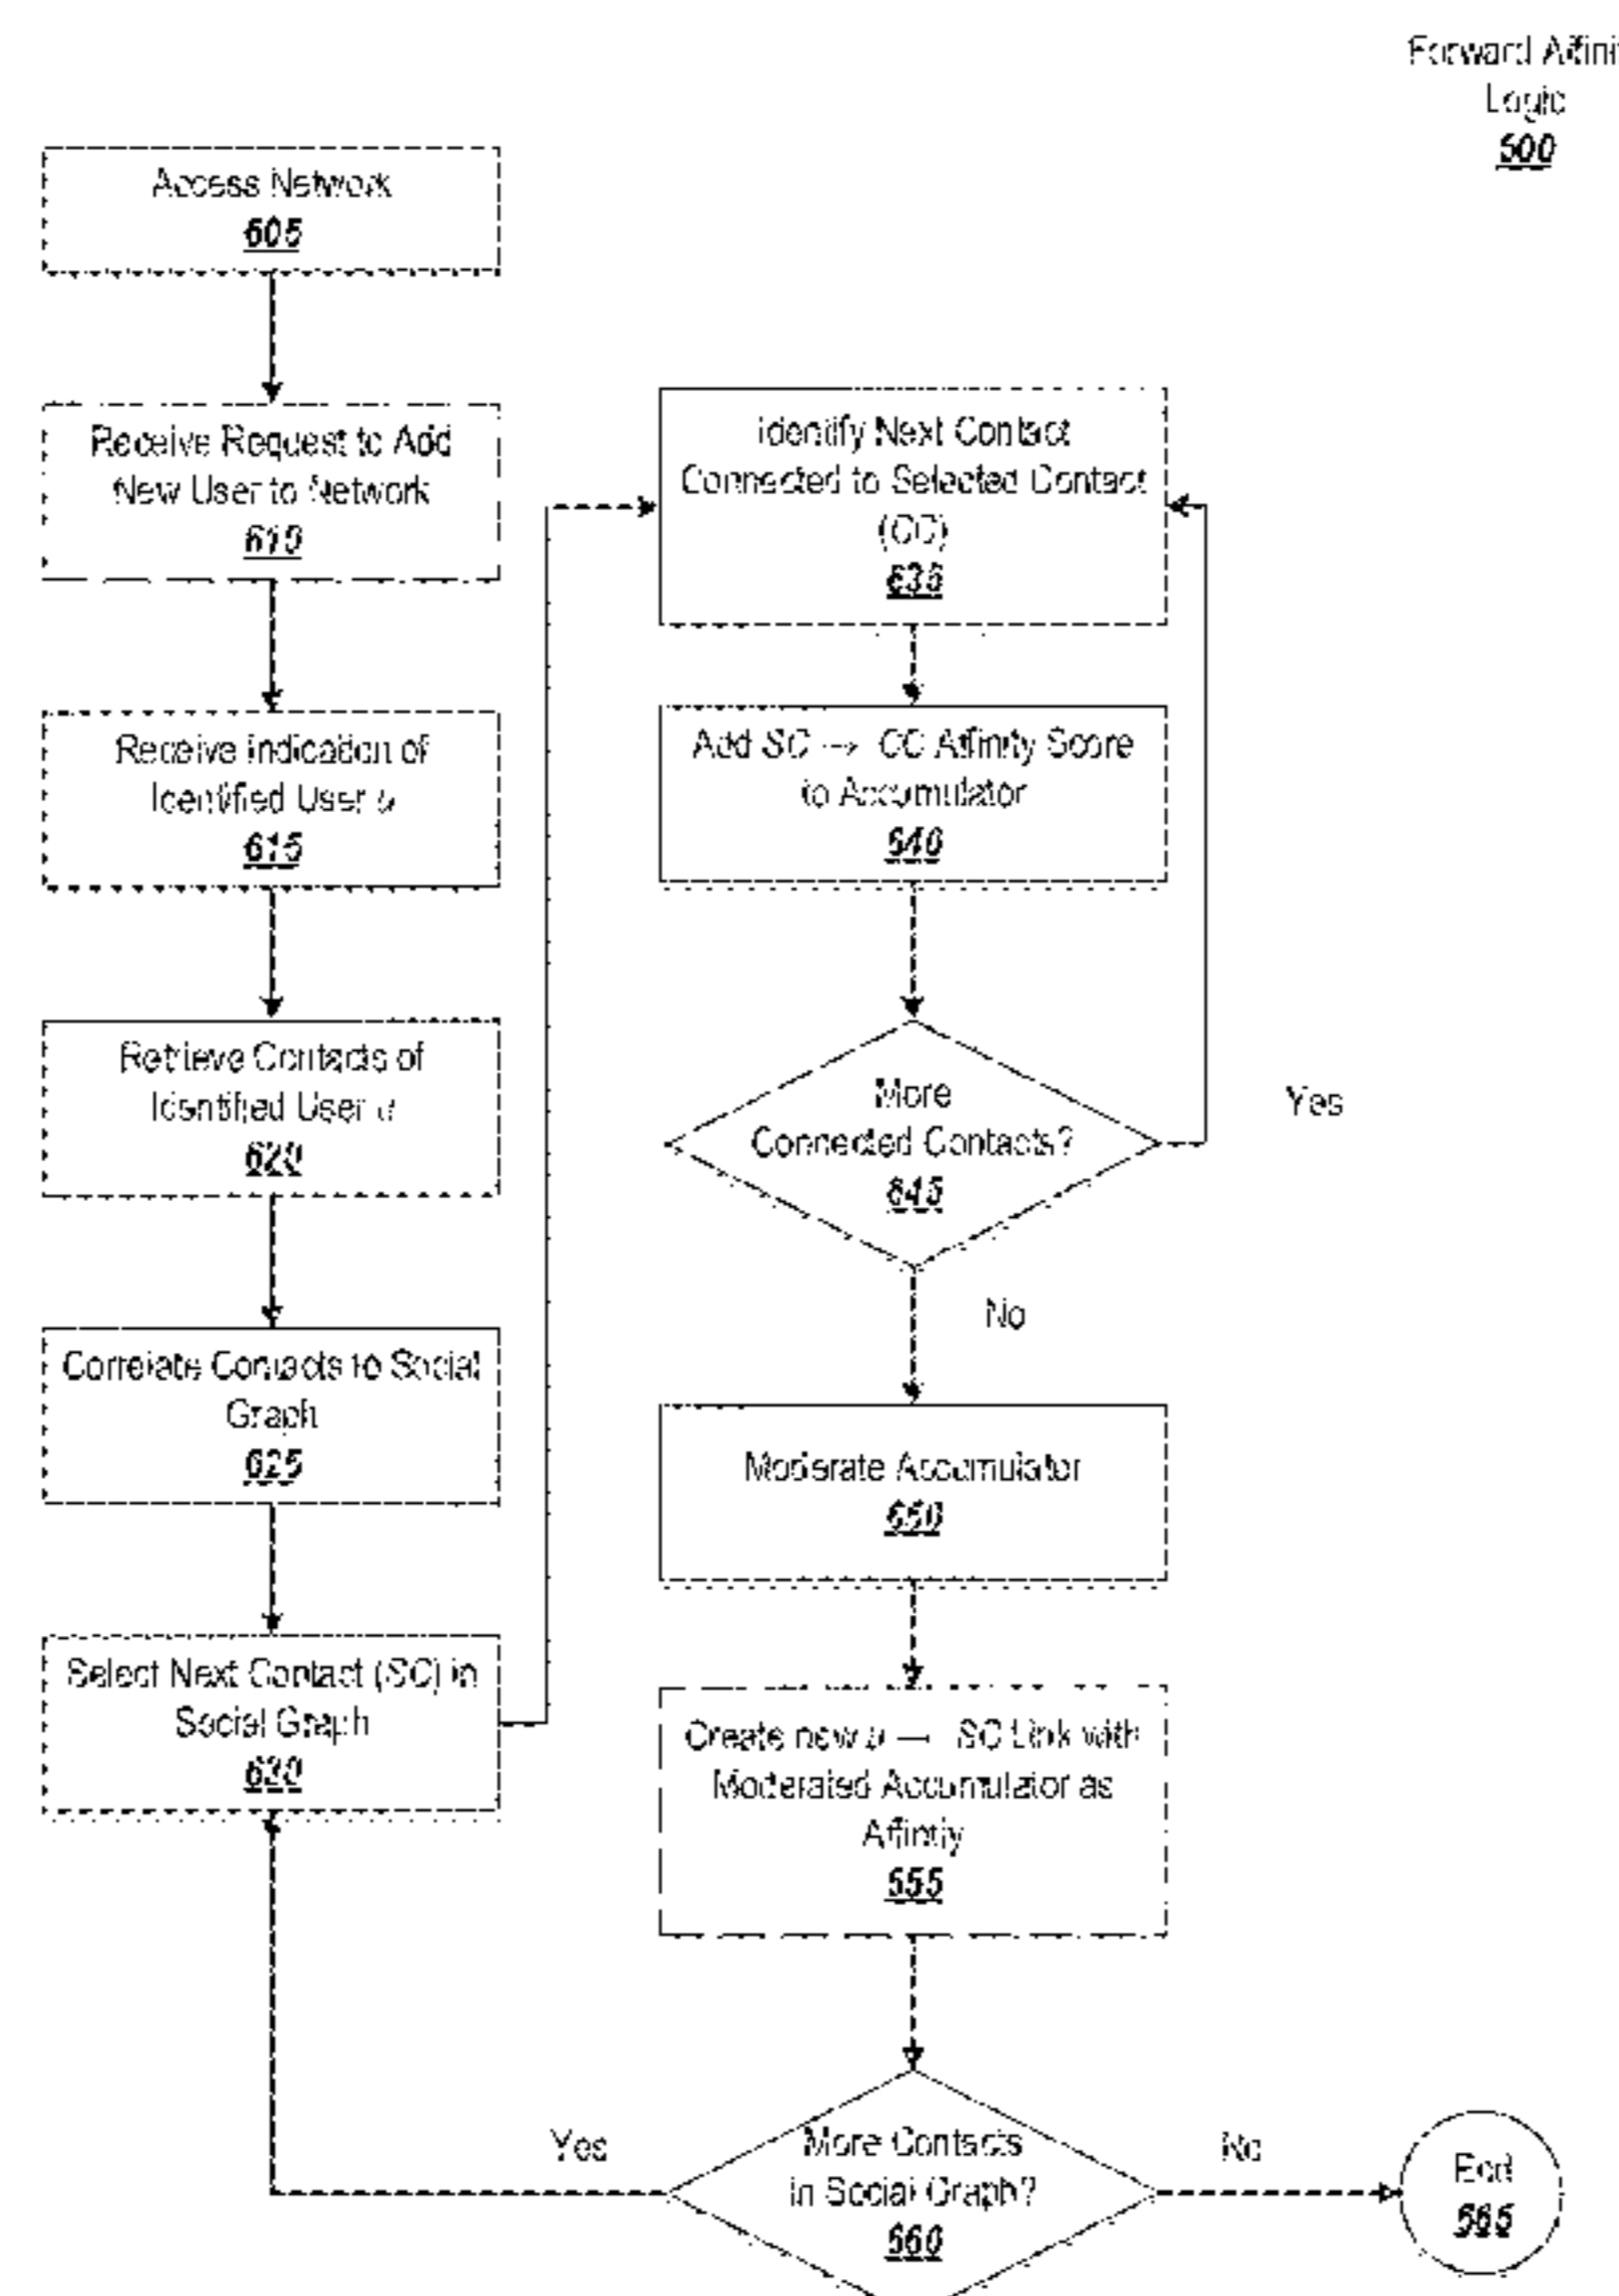 Forward Affini
Logic
600
Access Network
605
Receive Request to Add
New User to Network
610
Receive Indication of
Identified User u
615
Retrieve Contacts of
Identified User u
620
Correlate Contacts to Social
Graph
625
Select Next Contact (SC) in
Social Graph
630
Identify Next Contact
Connected to Selected Contact
(CC)
635
Add SC → CC Affinity Score
to Accumulator
640
More
Connected Contacts?
645
Yes
No
Moderate Accumulator
650
Create new u → SC Link with
Moderated Accumulator as
Affintiy
655
More Contacts
in Social Graph?
660
Yes
No
End
665